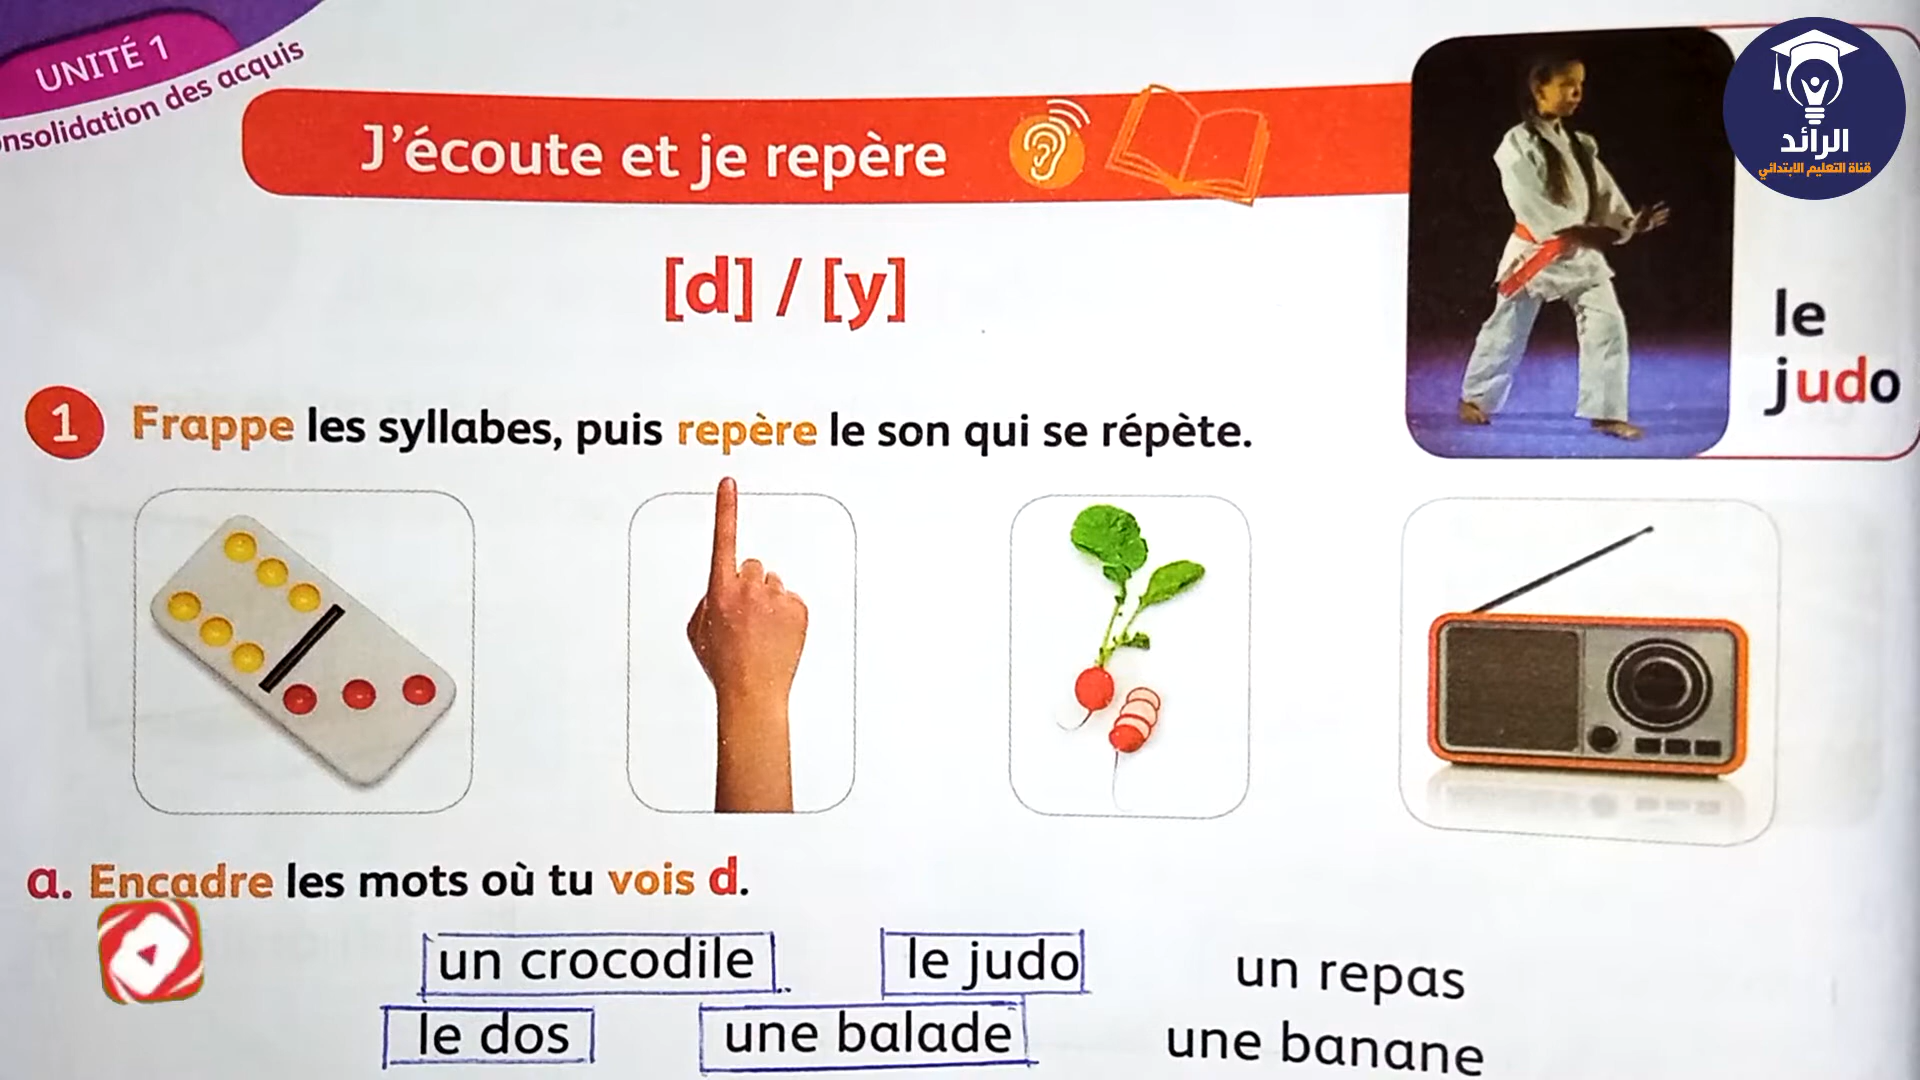 UNITÉ 1
nsolidation des acquis
J'écoute et je repère
الرائد
قناة التعليم الابتدائي
[d] / [y]
le
judo
1 Frappe les syllabes, puis repère le son qui se répète.
a. Encadre les mots où tu vois d.
un crocodile le judo un repas
le dos une balade une banane